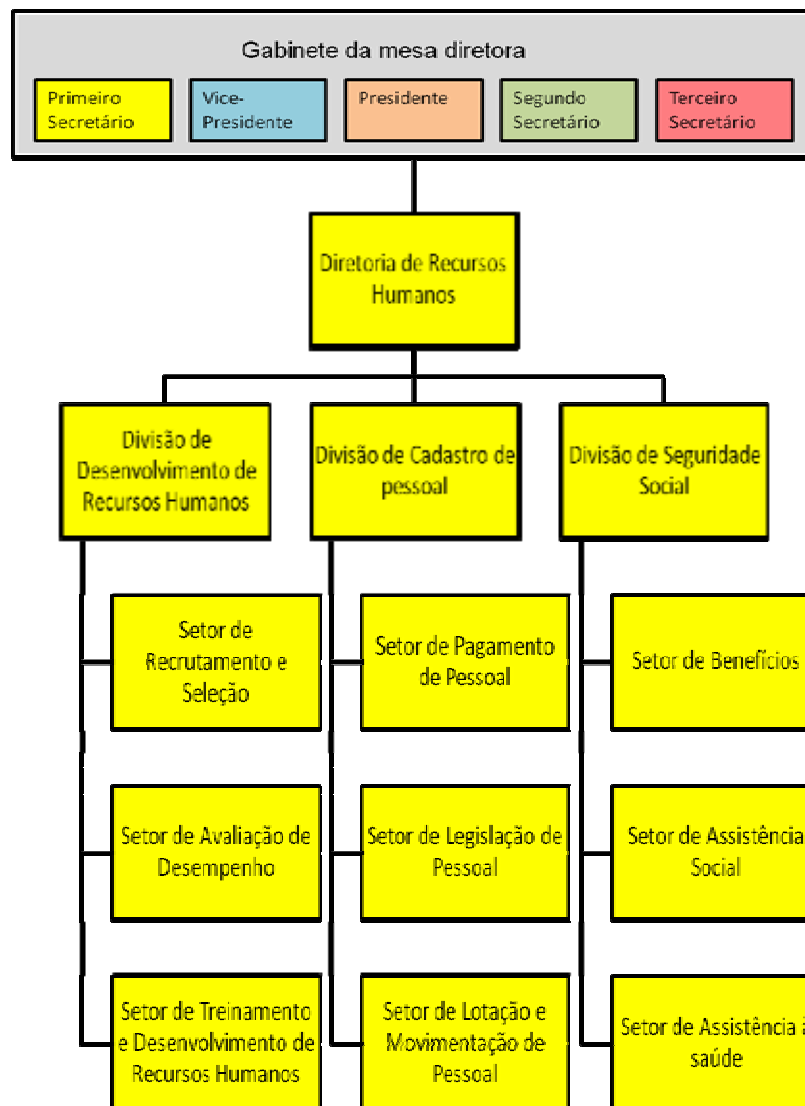 Gabinete da mesa diretora
Primeiro
Secretário
Vice-
Presidente
Presidente
Segundo
Secretário
Terceiro
Secretário
Diretoria de Recursos
Humanos
Divisão de
Desenvolvimento de
Recursos Humanos
Divisão de Cadastro de
pessoal
Divisão de Seguridade
Social
Setor de
Recrutamento e
Seleção
Setor de Pagamento
de Pessoal
Setor de Benefícios
Setor de Avaliação de
Desempenho
Setor de Legislação de
Pessoal
Setor de Assistência
Social
Setor de Treinamento
e Desenvolvimento de
Recursos Humanos
Setor de Lotação e
Movimentação de
Pessoal
Setor de Assistência à
saúde